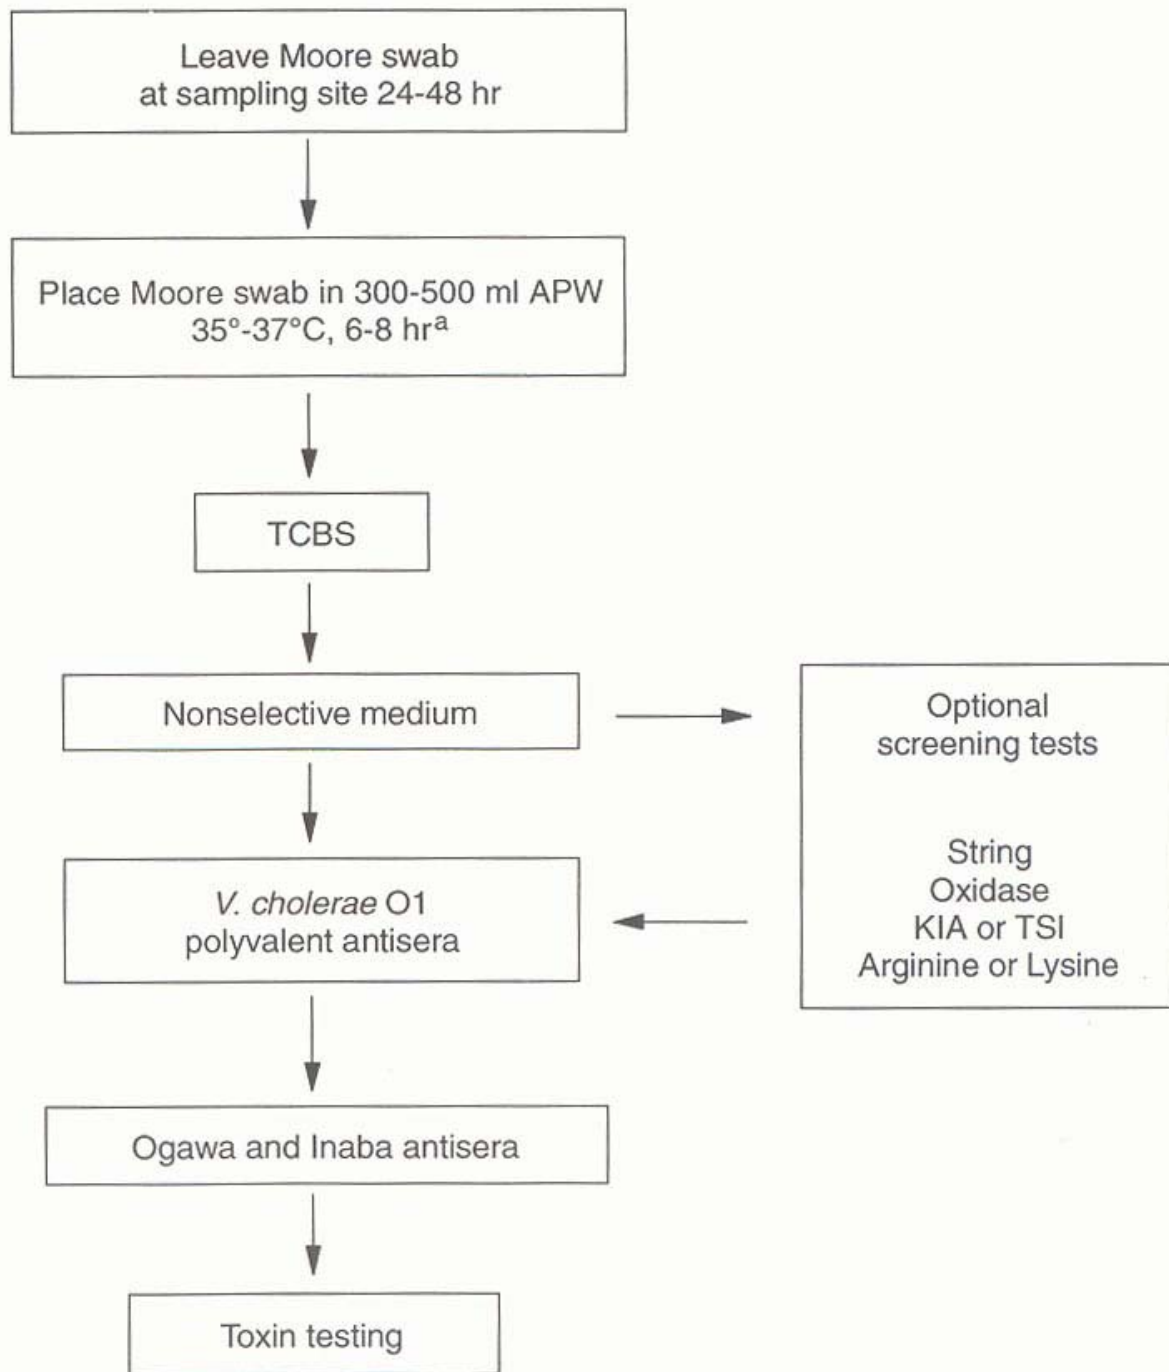 Leave Moore swab
at sampling site 24-48 hr
Place Moore swab in 300-500 ml APW
35°-37°C, 6-8 hrᵃ
TCBS
Nonselective medium
Optional
screening tests
String
Oxidase
KIA or TSI
Arginine or Lysine
V. cholerae O1
polyvalent antisera
Ogawa and Inaba antisera
Toxin testing